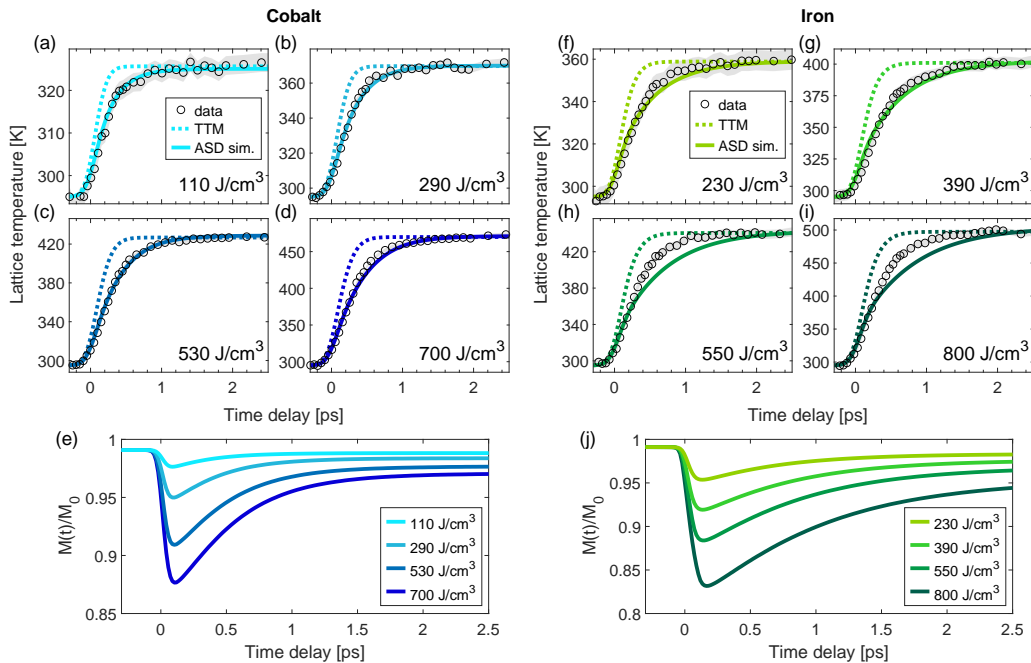 Cobalt
Iron
(a)
(b)
(f)
(g)
Lattice temperature [K]
320
300
data
TTM
ASD sim.
110 J/cm³
360
340
320
300
290 J/cm³
Lattice temperature [K]
360
340
320
300
data
TTM
ASD sim.
230 J/cm³
400
375
350
325
300
390 J/cm³
(c)
(d)
(h)
(i)
420
380
340
300
530 J/cm³
450
400
350
300
700 J/cm³
420
380
340
300
550 J/cm³
500
450
400
350
300
800 J/cm³
0 1 2
0 1 2
0 1 2
0 1 2
Time delay [ps]
Time delay [ps]
(e)
(j)
M(t)/M₀
1
0.95
0.9
0.85
110 J/cm³
290 J/cm³
530 J/cm³
700 J/cm³
0 0.5 1 1.5 2 2.5
Time delay [ps]
M(t)/M₀
1
0.95
0.9
0.85
0.8
230 J/cm³
390 J/cm³
550 J/cm³
800 J/cm³
0 0.5 1 1.5 2 2.5
Time delay [ps]